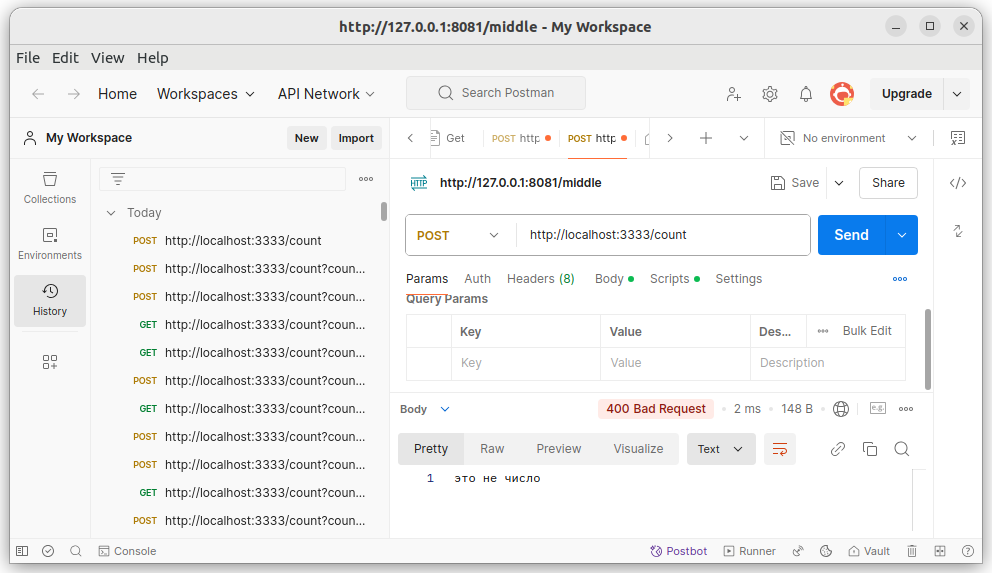 http://127.0.0.1:8081/middle - My Workspace
File Edit View Help
Home Workspaces API Network Search Postman Upgrade
My Workspace New Import
Get POST http POST http No environment
Collections
Environments
History
Today
POST http://localhost:3333/count
POST http://localhost:3333/count?coun...
POST http://localhost:3333/count?coun...
GET http://localhost:3333/count?coun...
GET http://localhost:3333/count?coun...
POST http://localhost:3333/count?coun...
GET http://localhost:3333/count?coun...
POST http://localhost:3333/count?coun...
POST http://localhost:3333/count?coun...
GET http://localhost:3333/count?coun...
POST http://localhost:3333/count?coun...
HTTP http://127.0.0.1:8081/middle Save Share
POST http://localhost:3333/count Send
Params Auth Headers (8) Body Scripts Settings
Query Params
Key Value Des... Bulk Edit
Key Value Description
Body 400 Bad Request 2 ms 148 B e.g.
Pretty Raw Preview Visualize Text
1 это не число
Console Postbot Runner Vault